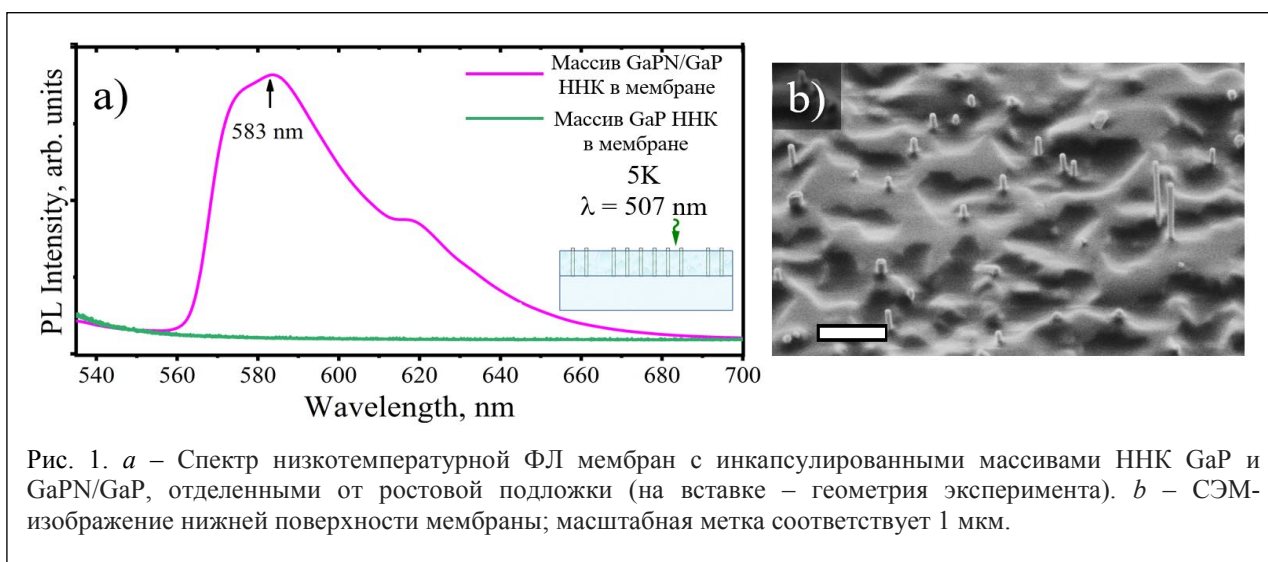 a)
583 nm
Массив GaPN/GaP
ННК в мембране
Массив GaP ННК
в мембране
5K
λ = 507 nm
PL Intensity, arb. units
540 560 580 600 620 640 660 680 700
Wavelength, nm
b)
Рис. 1. a – Спектр низкотемпературной ФЛ мембран с инкапсулированными массивами ННК GaP и
GaPN/GaP, отделенными от ростовой подложки (на вставке – геометрия эксперимента). b – СЭМ-
изображение нижней поверхности мембраны; масштабная метка соответствует 1 мкм.